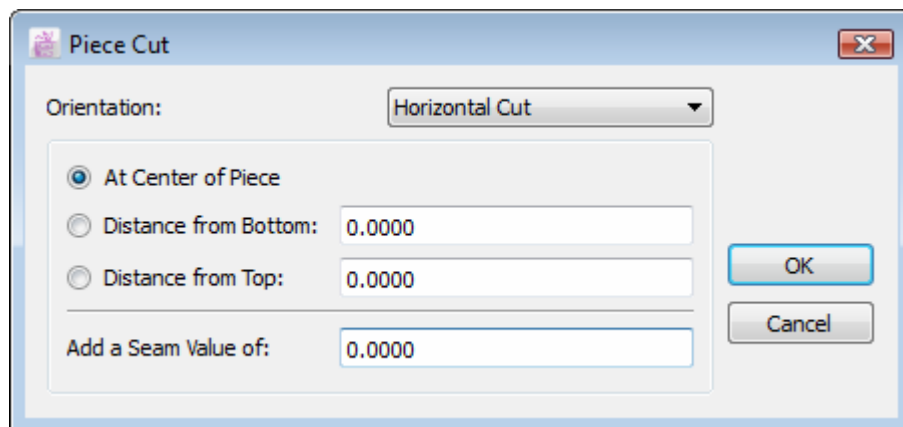 Piece Cut
Orientation: Horizontal Cut
At Center of Piece
Distance from Bottom: 0.0000
Distance from Top: 0.0000
OK
Add a Seam Value of: 0.0000
Cancel